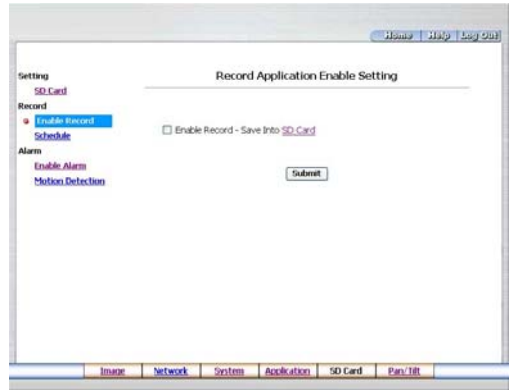 Home | Help | Log Out
Setting
SD Card
Record
Enable Record
Schedule
Alarm
Enable Alarm
Motion Detection
Record Application Enable Setting
Enable Record - Save Into SD Card
Submit
Image Network System Application SD Card Pan/Tilt